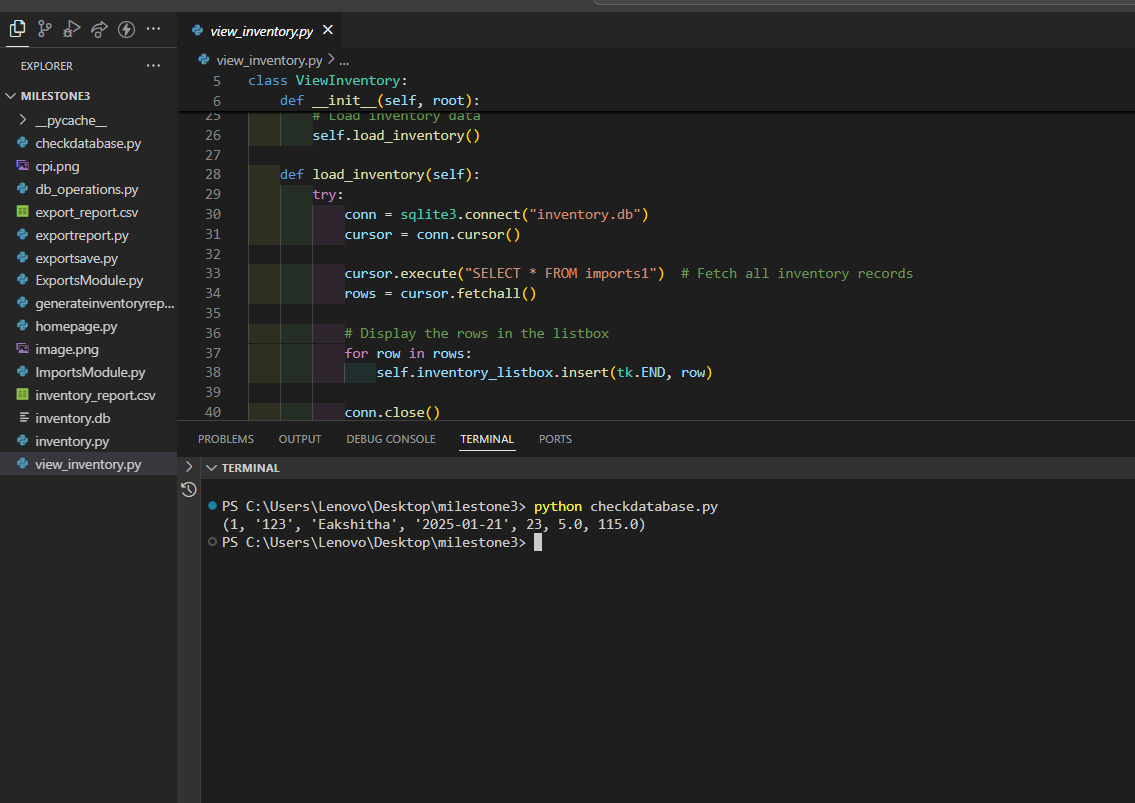 view_inventory.py
EXPLORER
MILESTONE3
__pycache__
checkdatabase.py
cpi.png
db_operations.py
export_report.csv
exportreport.py
exportsave.py
ExportsModule.py
generateinventoryrep...
homepage.py
image.png
ImportsModule.py
inventory_report.csv
inventory.db
inventory.py
view_inventory.py
view_inventory.py > ...
5 class ViewInventory:
6 def __init__(self, root):
25 # Load inventory data
26 self.load_inventory()
27
28 def load_inventory(self):
29 try:
30 conn = sqlite3.connect("inventory.db")
31 cursor = conn.cursor()
32
33 cursor.execute("SELECT * FROM imports1") # Fetch all inventory records
34 rows = cursor.fetchall()
35
36 # Display the rows in the listbox
37 for row in rows:
38 self.inventory_listbox.insert(tk.END, row)
39
40 conn.close()
PROBLEMS OUTPUT DEBUG CONSOLE TERMINAL PORTS
TERMINAL
PS C:\Users\Lenovo\Desktop\milestone3> python checkdatabase.py
(1, '123', 'Eakshitha', '2025-01-21', 23, 5.0, 115.0)
PS C:\Users\Lenovo\Desktop\milestone3>